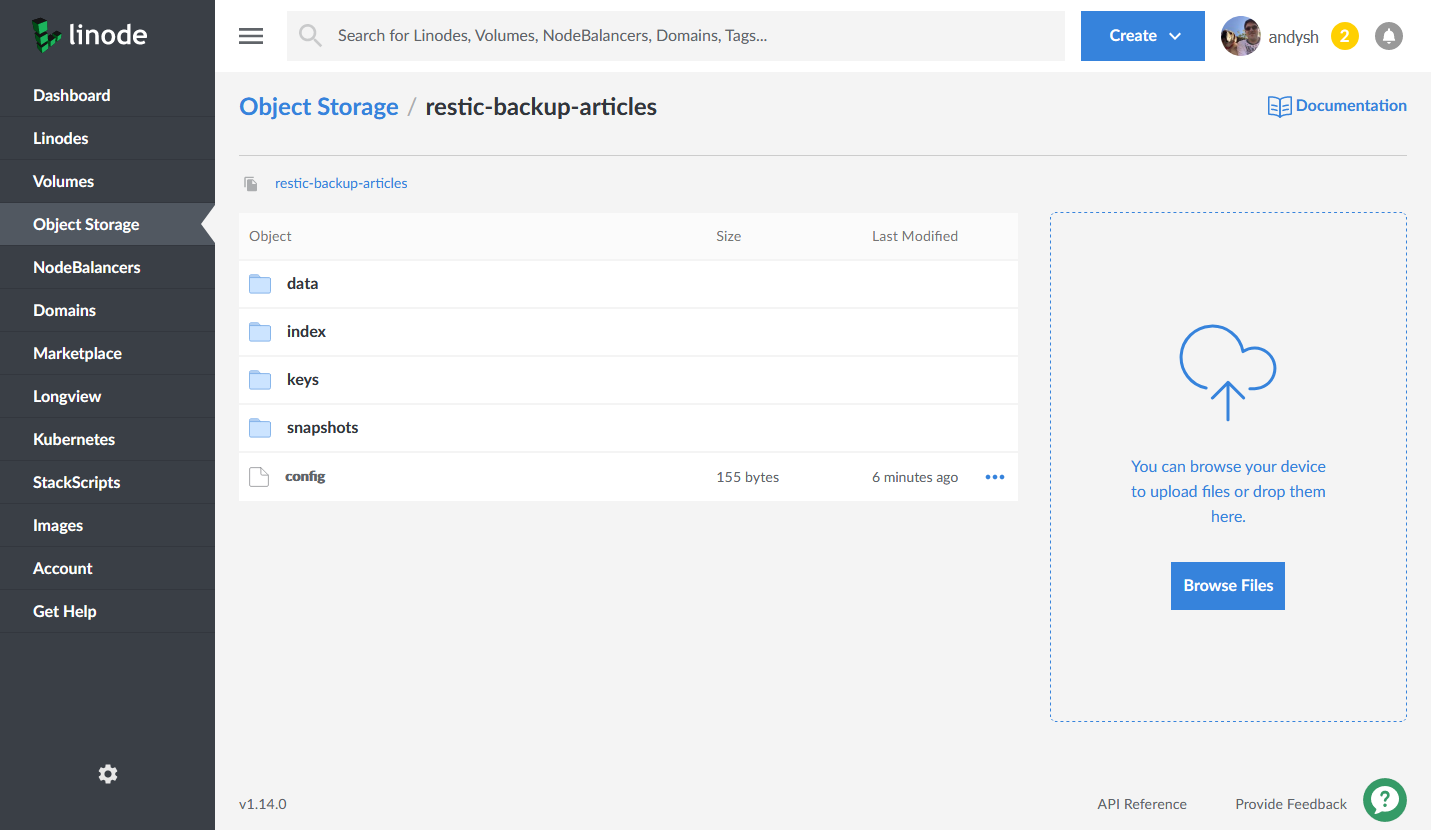 linode
Search for Linodes, Volumes, NodeBalancers, Domains, Tags...
Create
andysh
2
Dashboard
Linodes
Volumes
Object Storage
NodeBalancers
Domains
Marketplace
Longview
Kubernetes
StackScripts
Images
Account
Get Help
Object Storage / restic-backup-articles
Documentation
restic-backup-articles
Object Size Last Modified
data
index
keys
snapshots
config 155 bytes 6 minutes ago
You can browse your device
to upload files or drop them
here.
Browse Files
v1.14.0
API Reference
Provide Feedback
?